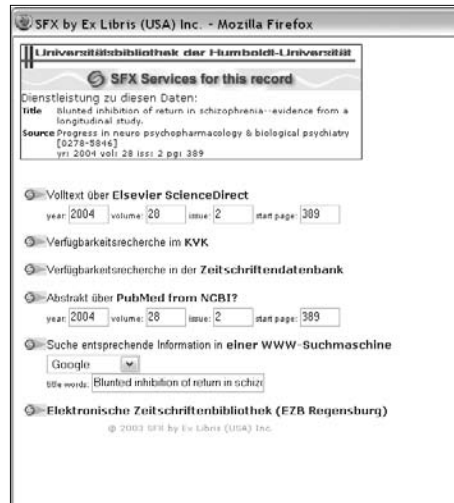 SFX by Ex Libris (USA) Inc. - Mozilla Firefox
Universitätsbibliothek der Humboldt-Universität
SFX Services for this record
Dienstleistung zu diesen Daten:
Title Blunted inhibition of return in schizophrenia--evidence from a
longitudinal study.
Source Progress in neuro psychopharmacology & biological psychiatry
[0278-5846]
yr: 2004 vol: 28 iss: 2 pg: 389
Volltext über Elsevier ScienceDirect
year: 2004 volume: 28 issue: 2 start page: 389
Verfügbarkeitsrecherche im KVK
Verfügbarkeitsrecherche in der Zeitschriftendatenbank
Abstrakt über PubMed from NCBI?
year: 2004 volume: 28 issue: 2 start page: 389
Suche entsprechende Information in einer WWW-Suchmaschine
Google
title words: Blunted inhibition of return in schizo
Elektronische Zeitschriftenbibliothek (EZB Regensburg)
@ 2003 SFX by Ex Libris (USA) Inc.